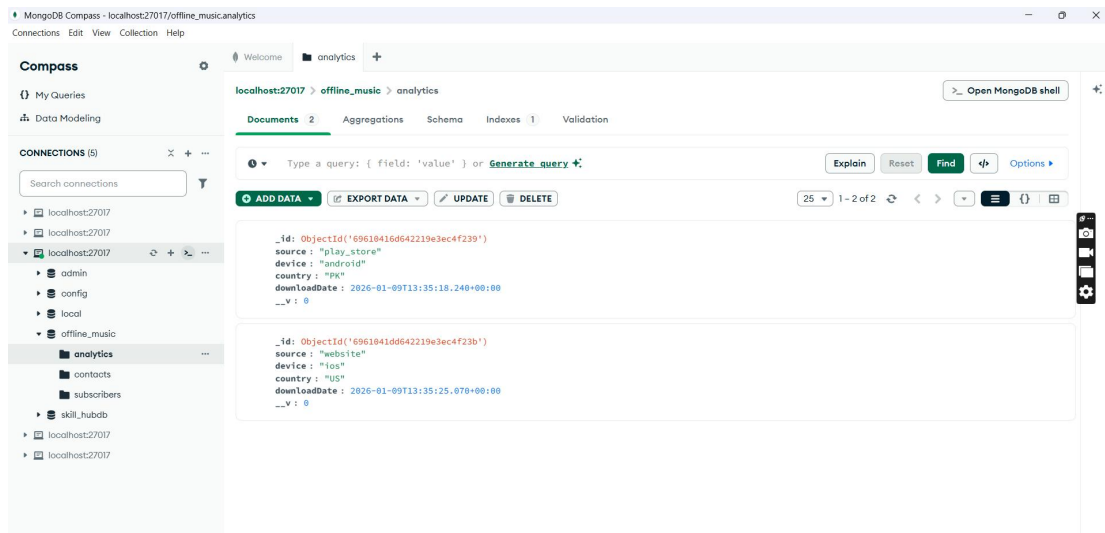 MongoDB Compass - localhost:27017/offline_music.analytics
Connections Edit View Collection Help
Compass
{} My Queries
Data Modeling
CONNECTIONS (5)
Search connections
localhost:27017
localhost:27017
localhost:27017
admin
config
local
offline_music
analytics
contacts
subscribers
skill_hubdb
localhost:27017
localhost:27017
Welcome analytics
localhost:27017 > offline_music > analytics
>_ Open MongoDB shell
Documents 2 Aggregations Schema Indexes 1 Validation
Type a query: { field: 'value' } or Generate query
Explain Reset Find </> Options
ADD DATA EXPORT DATA UPDATE DELETE
25 1 – 2 of 2
_id: ObjectId('69610416d642219e3ec4f239')
source : "play_store"
device : "android"
country : "PK"
downloadDate : 2026-01-09T13:35:18.240+00:00
__v : 0
_id: ObjectId('6961041dd642219e3ec4f23b')
source : "website"
device : "ios"
country : "US"
downloadDate : 2026-01-09T13:35:25.070+00:00
__v : 0